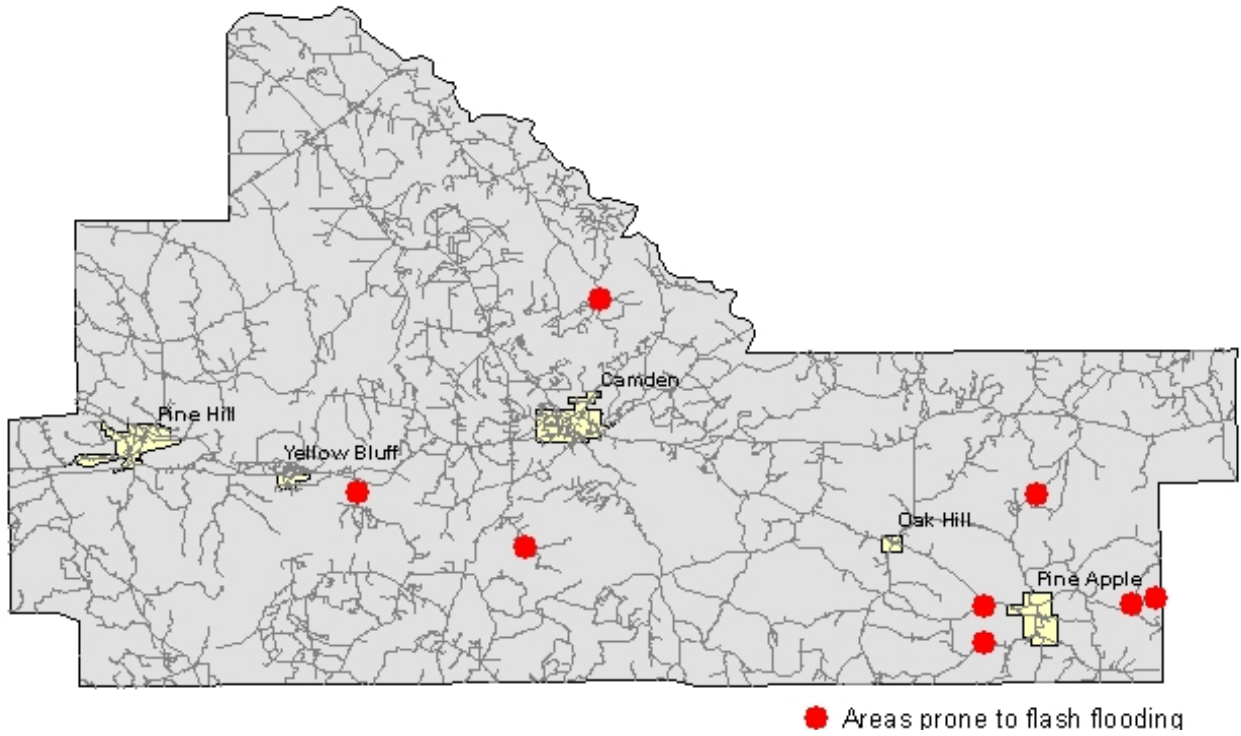 Camden
Pine Hill
Yellow Bluff
Oak Hill
Pine Apple
Areas prone to flash flooding